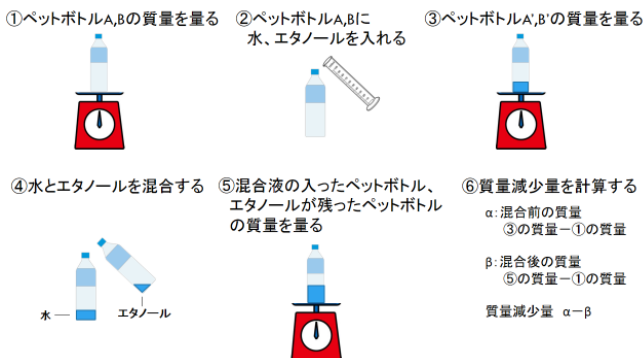 ①ペットボトルA,Bの質量を量る
②ペットボトルA,Bに
水、エタノールを入れる
③ペットボトルA',B'の質量を量る
④水とエタノールを混合する
水
エタノール
⑤混合液の入ったペットボトル、
エタノールが残ったペットボトル
の質量を量る
⑥質量減少量を計算する
α:混合前の質量
③の質量ー①の質量
β:混合後の質量
⑤の質量ー①の質量
質量減少量 αーβ